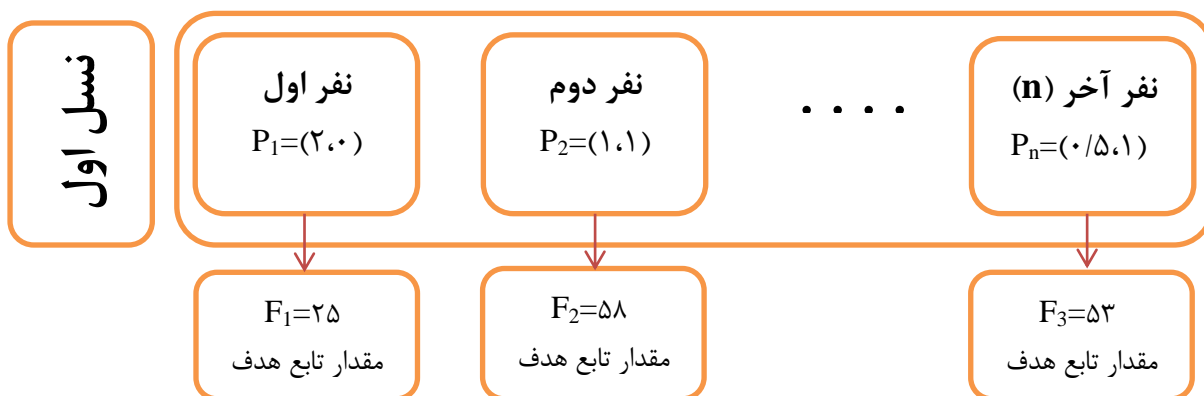 نسل اول
نفر اول
P1=(۲،۰)
نفر دوم
P2=(۱،۱)
. . . .
نفر آخر (n)
Pn=(۰/۵،۱)
F1=۲۵
مقدار تابع هدف
F2=۵۸
مقدار تابع هدف
F3=۵۳
مقدار تابع هدف